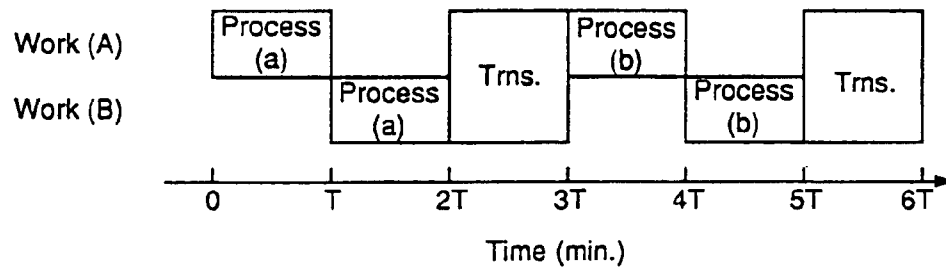 Work (A)
Process
(a)
Trns.
Process
(b)
Trns.
Work (B)
Process
(a)
Process
(b)
0 T 2T 3T 4T 5T 6T
Time (min.)